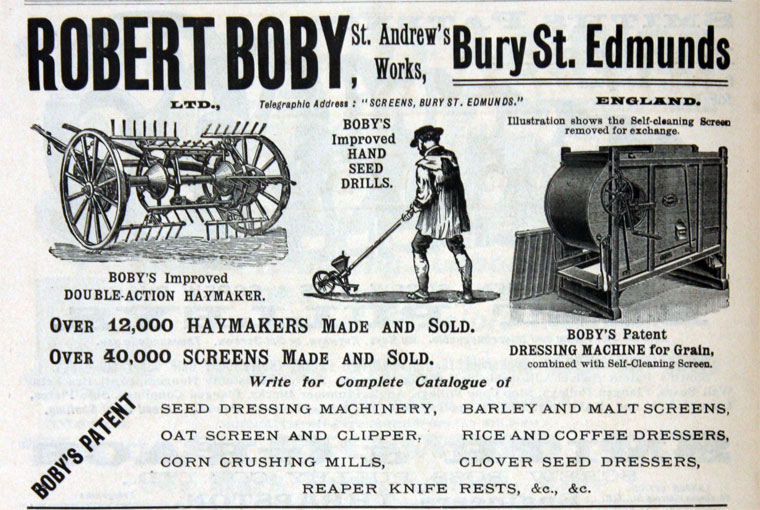 ROBERT BOBY, St. Andrew's Works, Bury St. Edmunds
LTD., Telegraphic Address: "SCREENS, BURY ST. EDMUNDS." ENGLAND.
BOBY'S
Improved
HAND
SEED
DRILLS.
Illustration shows the Self-cleaning Screen
removed for exchange.
BOBY'S Improved
DOUBLE-ACTION HAYMAKER.
BOBY'S Patent
DRESSING MACHINE for Grain,
combined with Self-Cleaning Screen.
OVER 12,000 HAYMAKERS MADE AND SOLD.
OVER 40,000 SCREENS MADE AND SOLD.
Write for Complete Catalogue of
BOBY'S PATENT
SEED DRESSING MACHINERY, BARLEY AND MALT SCREENS,
OAT SCREEN AND CLIPPER, RICE AND COFFEE DRESSERS,
CORN CRUSHING MILLS, CLOVER SEED DRESSERS,
REAPER KNIFE RESTS, &c., &c.